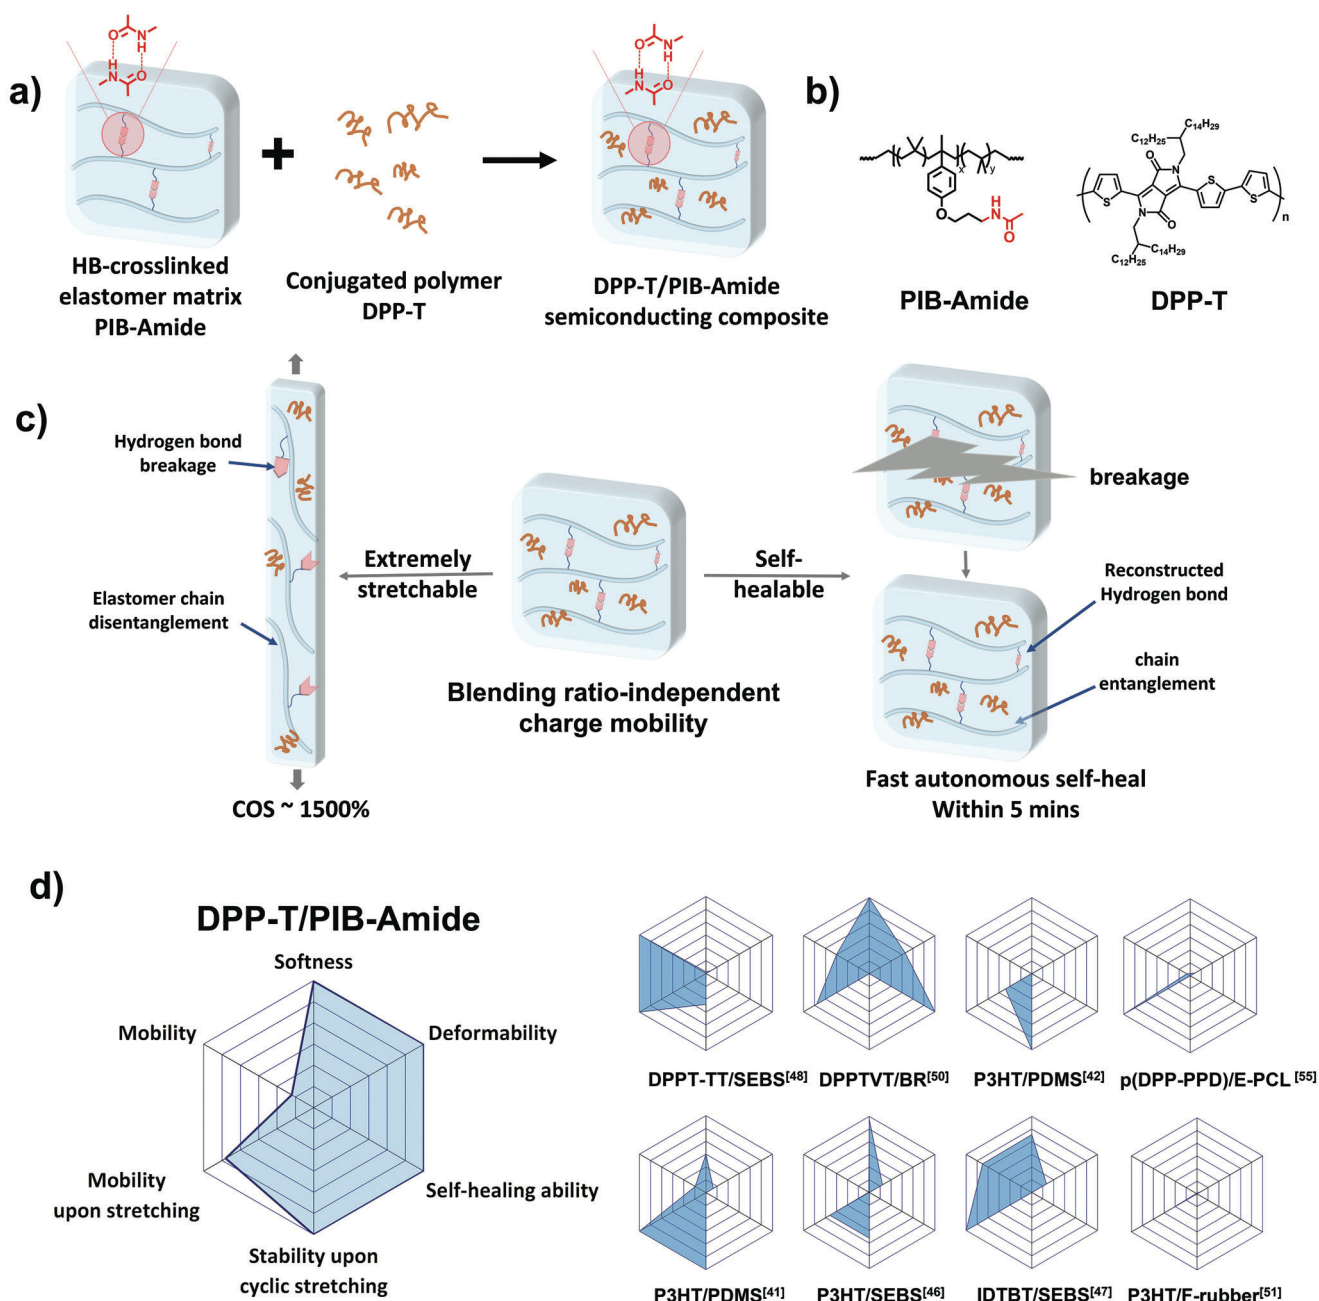 a)
O
N
H
H
N
O
+
O
N
H
H
N
O
HB-crosslinked
elastomer matrix
PIB-Amide
Conjugated polymer
DPP-T
DPP-T/PIB-Amide
semiconducting composite
b)
x
y
O
H
N
O
PIB-Amide
C14H29
C12H25
O
N
S
S
S
n
N
O
C14H29
C12H25
DPP-T
c)
Hydrogen bond
breakage
Elastomer chain
disentanglement
COS ~ 1500%
Extremely
stretchable
Blending ratio-independent
charge mobility
Self-
healable
breakage
Reconstructed
Hydrogen bond
chain
entanglement
Fast autonomous self-heal
Within 5 mins
d)
DPP-T/PIB-Amide
Softness
Mobility
Deformability
Mobility
upon stretching
Self-healing ability
Stability upon
cyclic stretching
DPPT-TT/SEBS[48]
DPPTVT/BR[50]
P3HT/PDMS[42]
p(DPP-PPD)/E-PCL [55]
P3HT/PDMS[41]
P3HT/SEBS[46]
IDTBT/SEBS[47]
P3HT/F-rubber[51]